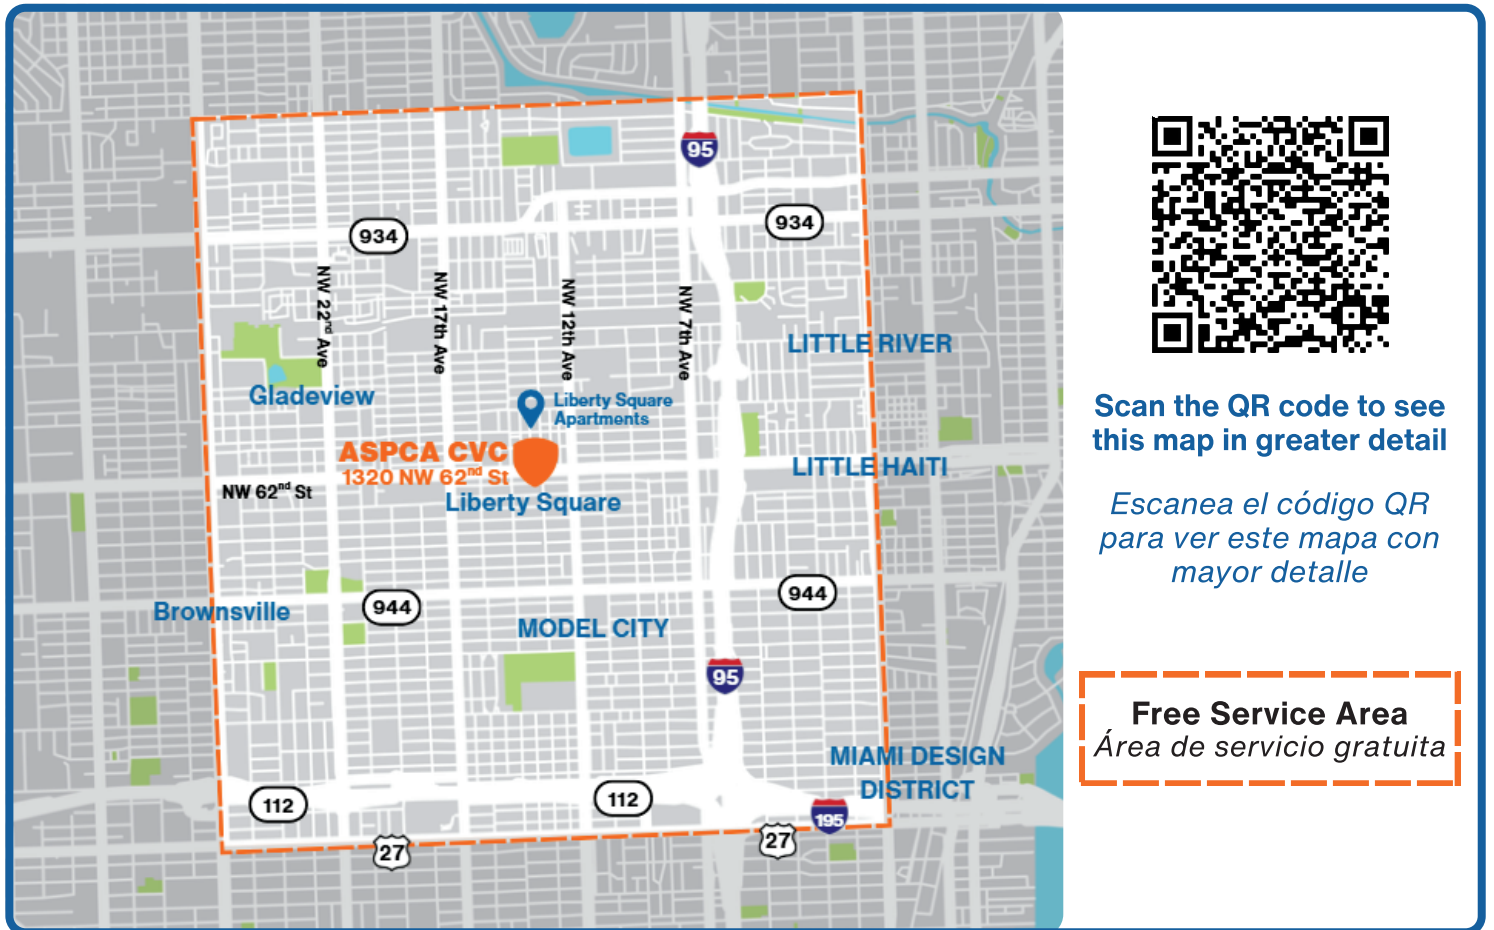 95
934
934
NW 22nd Ave
NW 17th Ave
NW 12th Ave
NW 7th Ave
LITTLE RIVER
Gladeview
Liberty Square
Apartments
ASPCA CVC
1320 NW 62nd St
LITTLE HAITI
NW 62nd St
Liberty Square
944
944
Brownsville
MODEL CITY
95
MIAMI DESIGN
DISTRICT
112
112
195
27
27
Scan the QR code to see
this map in greater detail
Escanea el código QR
para ver este mapa con
mayor detalle
Free Service Area
Área de servicio gratuita